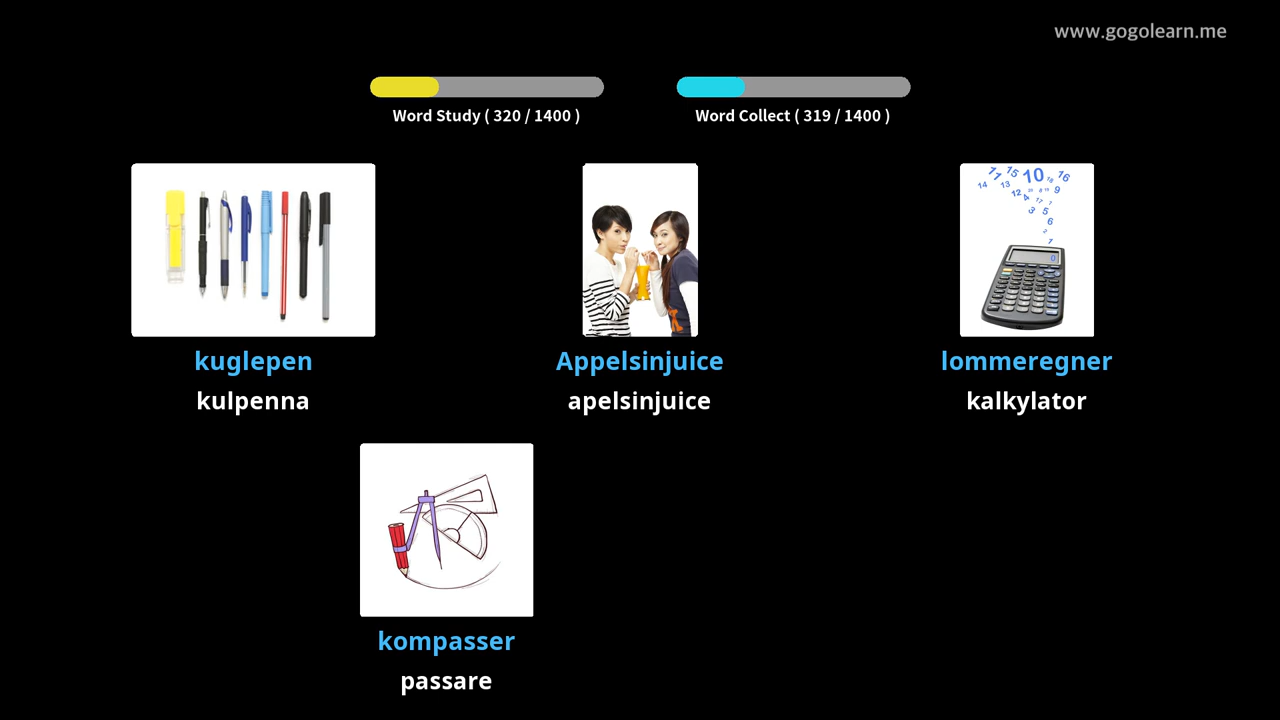 www.gogolearn.me
Word Study ( 320 / 1400 )
Word Collect ( 319 / 1400 )
kuglepen
kulpenna
Appelsinjuice
apelsinjuice
lommeregner
kalkylator
kompasser
passare